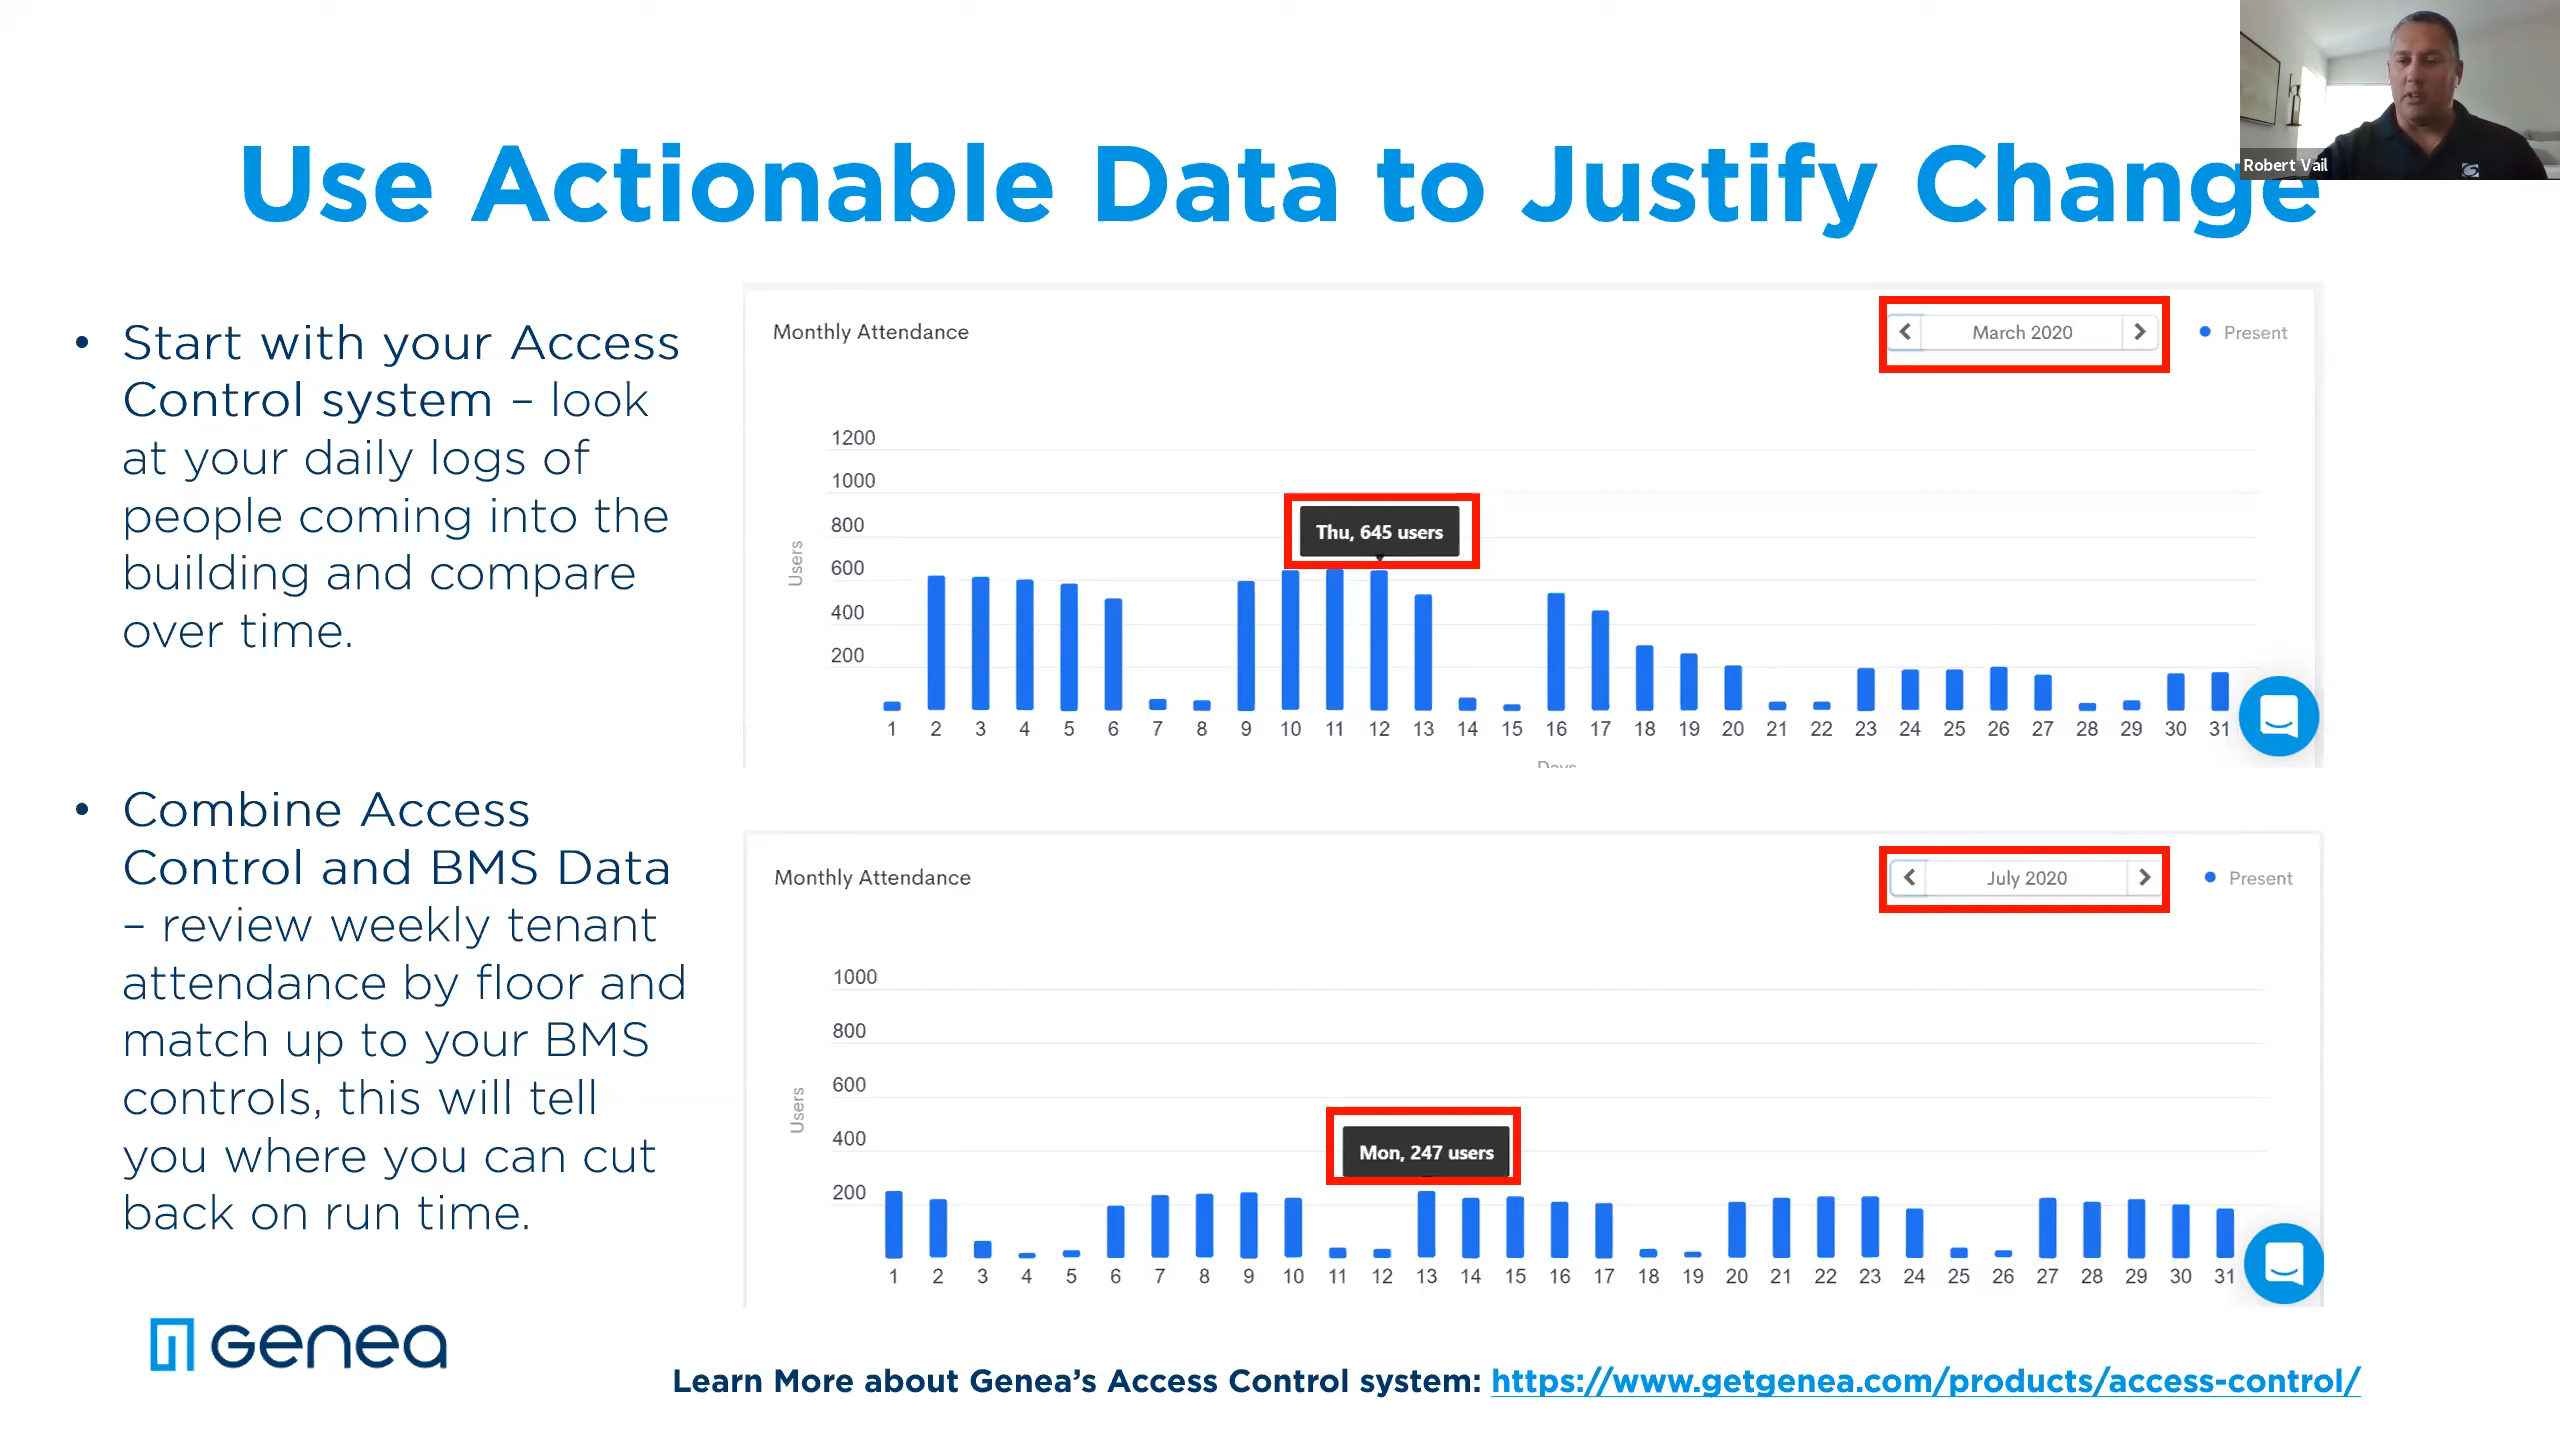 Robert Vail
Use Actionable Data to Justify Change
• Start with your Access
Control system – look
at your daily logs of
people coming into the
building and compare
over time.
• Combine Access
Control and BMS Data
– review weekly tenant
attendance by floor and
match up to your BMS
controls, this will tell
you where you can cut
back on run time.
Monthly Attendance
March 2020
Present
1200
1000
800
600
400
200
Users
Thu, 645 users
1 2 3 4 5 6 7 8 9 10 11 12 13 14 15 16 17 18 19 20 21 22 23 24 25 26 27 28 29 30 31
Days
Monthly Attendance
July 2020
Present
1000
800
600
400
200
Users
Mon, 247 users
1 2 3 4 5 6 7 8 9 10 11 12 13 14 15 16 17 18 19 20 21 22 23 24 25 26 27 28 29 30 31
Genea
Learn More about Genea's Access Control system: https://www.getgenea.com/products/access-control/